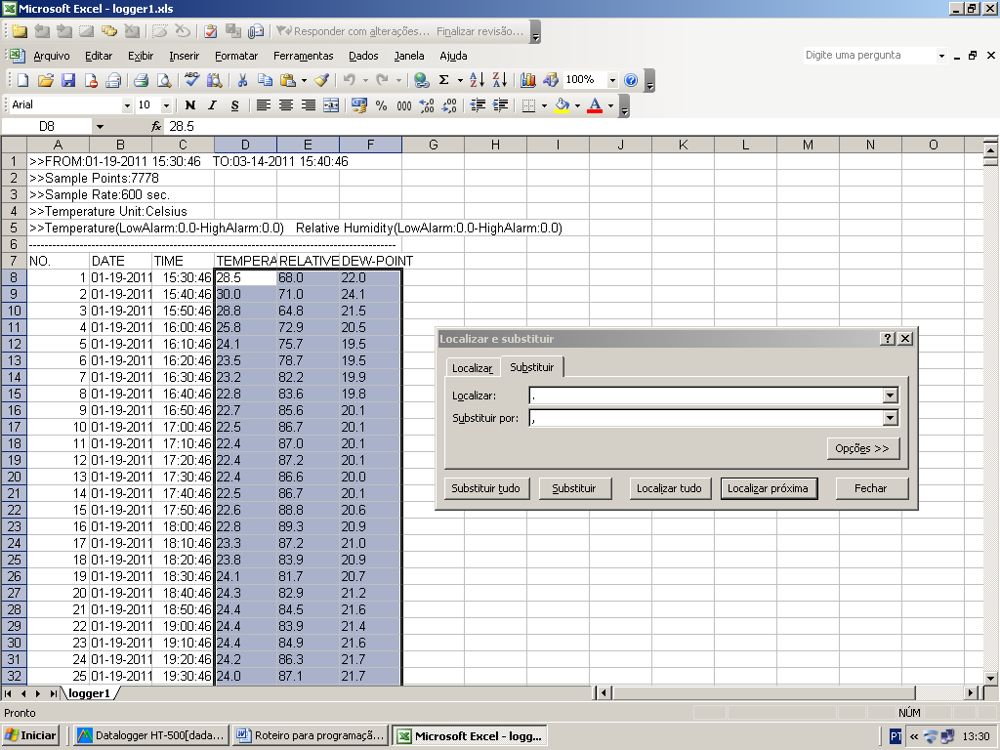 Microsoft Excel - logger1.xls
Responder com alterações... Finalizar revisão...
Arquivo Editar Exibir Inserir Formatar Ferramentas Dados Janela Ajuda Digite uma pergunta
100%
Arial 10 N I S % 000
D8 fx 28.5
A B C D E F G H I J K L M N O
1 >>FROM:01-19-2011 15:30:46 TO:03-14-2011 15:40:46
2 >>Sample Points:7778
3 >>Sample Rate:600 sec.
4 >>Temperature Unit:Celsius
5 >>Temperature(LowAlarm:0.0-HighAlarm:0.0) Relative Humidity(LowAlarm:0.0-HighAlarm:0.0)
6 ----------------------------------------------------------------------------------------------
7 NO. DATE TIME TEMPERA RELATIVE DEW-POINT
8 1 01-19-2011 15:30:46 28.5 68.0 22.0
9 2 01-19-2011 15:40:46 30.0 71.0 24.1
10 3 01-19-2011 15:50:46 28.8 64.8 21.5
11 4 01-19-2011 16:00:46 25.8 72.9 20.5
12 5 01-19-2011 16:10:46 24.1 75.7 19.5
13 6 01-19-2011 16:20:46 23.5 78.7 19.5
14 7 01-19-2011 16:30:46 23.2 82.2 19.9
15 8 01-19-2011 16:40:46 22.8 83.6 19.8
16 9 01-19-2011 16:50:46 22.7 85.6 20.1
17 10 01-19-2011 17:00:46 22.5 86.7 20.1
18 11 01-19-2011 17:10:46 22.4 87.0 20.1
19 12 01-19-2011 17:20:46 22.4 87.2 20.1
20 13 01-19-2011 17:30:46 22.4 86.6 20.0
21 14 01-19-2011 17:40:46 22.5 86.7 20.1
22 15 01-19-2011 17:50:46 22.6 88.8 20.6
23 16 01-19-2011 18:00:46 22.8 89.3 20.9
24 17 01-19-2011 18:10:46 23.3 87.2 21.0
25 18 01-19-2011 18:20:46 23.8 83.9 20.9
26 19 01-19-2011 18:30:46 24.1 81.7 20.7
27 20 01-19-2011 18:40:46 24.3 82.9 21.2
28 21 01-19-2011 18:50:46 24.4 84.5 21.6
29 22 01-19-2011 19:00:46 24.4 83.9 21.4
30 23 01-19-2011 19:10:46 24.4 84.9 21.6
31 24 01-19-2011 19:20:46 24.2 86.3 21.7
32 25 01-19-2011 19:30:46 24.0 87.1 21.7
Localizar e substituir
Localizar Substituir
Localizar: .
Substituir por: ,
Opções >>
Substituir tudo Substituir Localizar tudo Localizar próxima Fechar
logger1
Pronto NÚM
Iniciar Datalogger HT-500[dada... Roteiro para programaçã... Microsoft Excel - logg... PT « 13:30